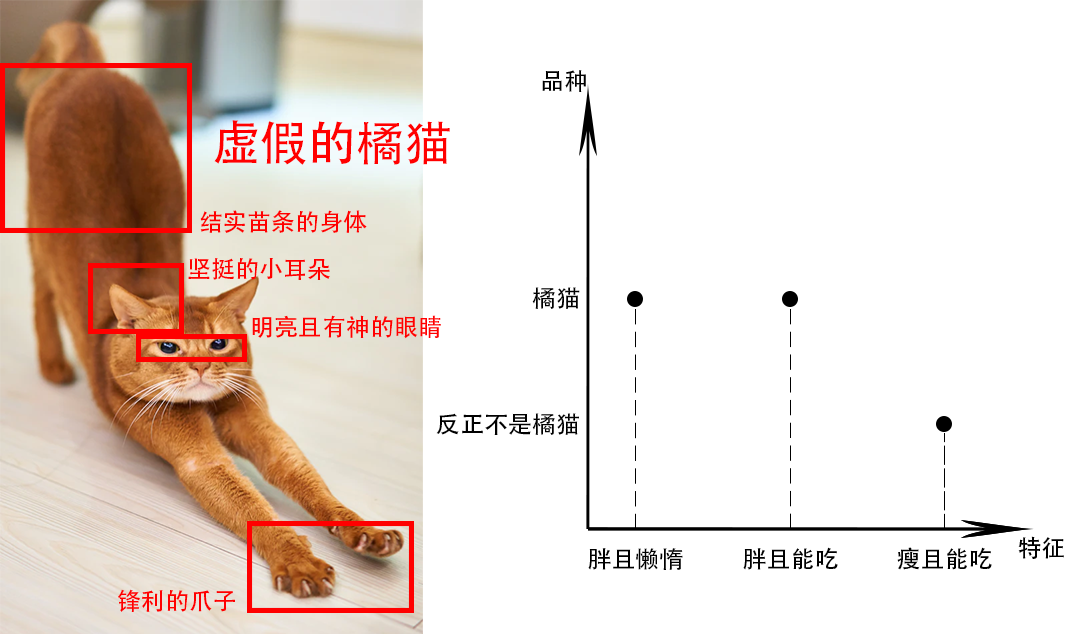 虚假的橘猫
结实苗条的身体
坚挺的小耳朵
明亮且有神的眼睛
锋利的爪子
品种
橘猫
反正不是橘猫
胖且懒惰
胖且能吃
瘦且能吃
特征